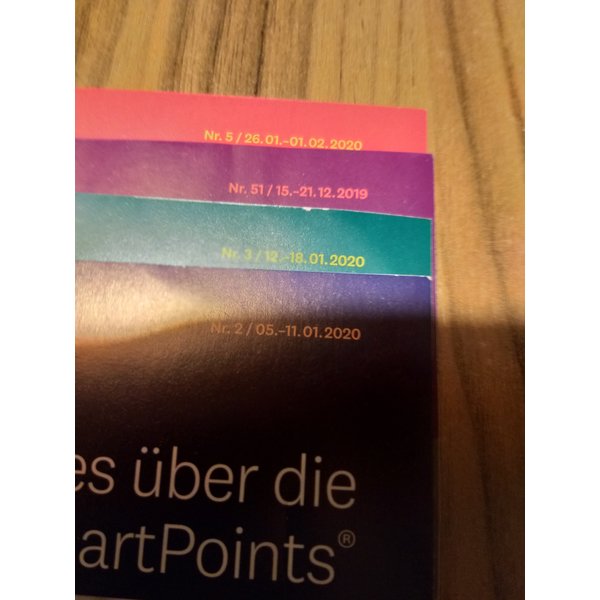 Nr. 5 / 26.01.-01.02.2020
Nr. 51 / 15.-21.12.2019
Nr. 3 / 12.-18.01.2020
Nr. 2 / 05.-11.01.2020
es über die
artPoints®